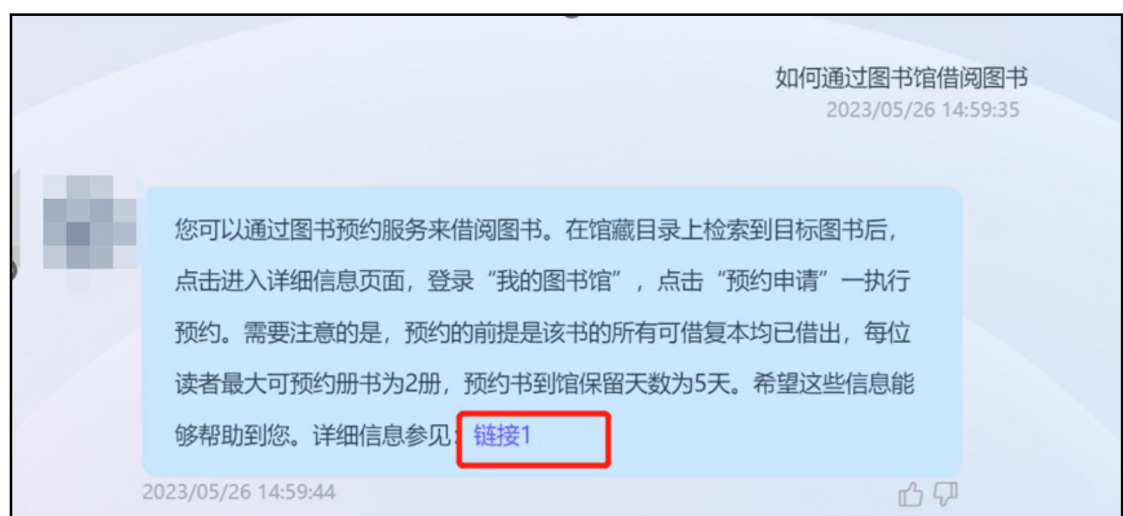 如何通过图书馆借阅图书
2023/05/26 14:59:35
您可以通过图书预约服务来借阅图书。在馆藏目录上检索到目标图书后，
点击进入详细信息页面，登录“我的图书馆”，点击“预约申请”一执行
预约。需要注意的是，预约的前提是该书的所有可借复本均已借出，每位
读者最大可预约册书为2册，预约书到馆保留天数为5天。希望这些信息能
够帮助到您。详细信息参见：链接1
2023/05/26 14:59:44